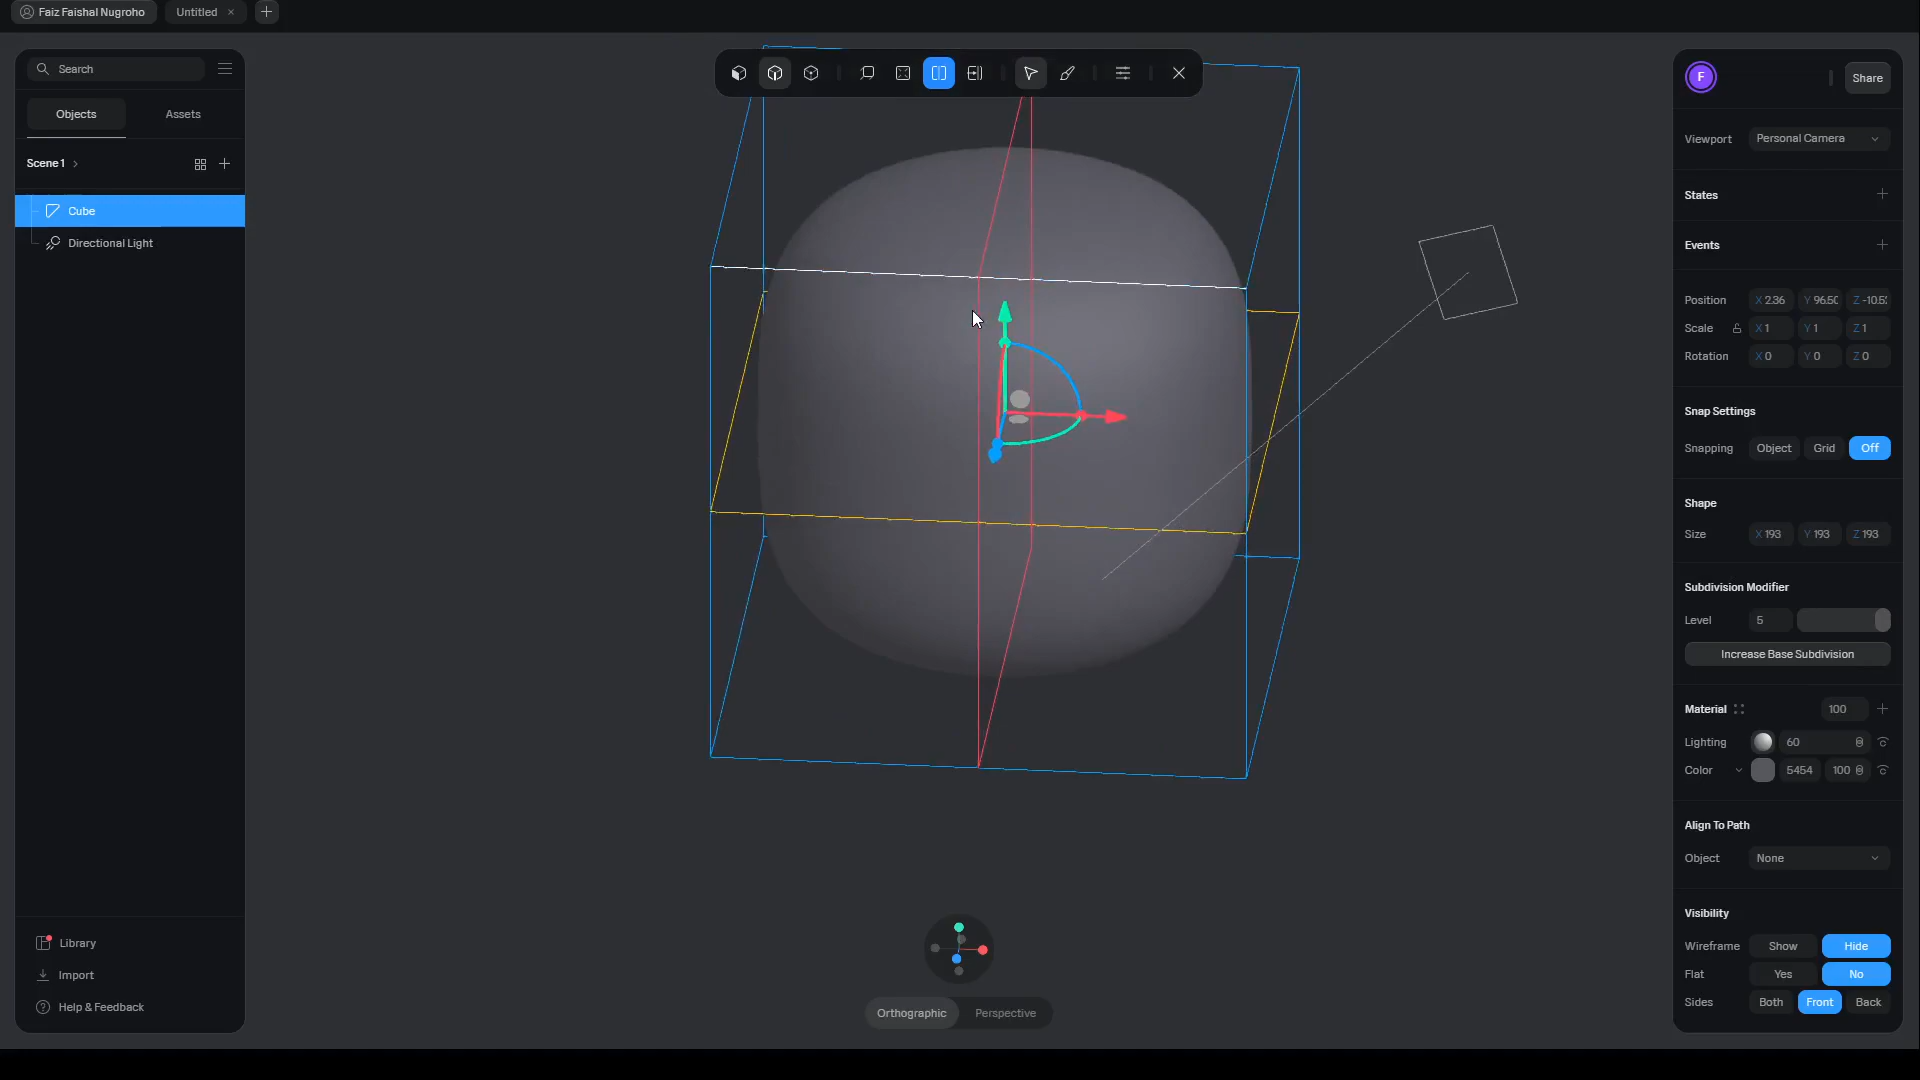 Faiz Faishal Nugroho
Untitled
Search
Objects
Assets
Scene 1
Cube
Directional Light
Library
Import
Help & Feedback
Orthographic
Perspective
F
Share
Viewport
Personal Camera
States
Events
Position
X 2.36
Y 96.50
Z -10.52
Scale
X 1
Y 1
Z 1
Rotation
X 0
Y 0
Z 0
Snap Settings
Snapping
Object
Grid
Off
Shape
Size
X 193
Y 193
Z 193
Subdivision Modifier
Level
5
Increase Base Subdivision
Material
100
Lighting
60
Color
5454
100
Align To Path
Object
None
Visibility
Wireframe
Show
Hide
Flat
Yes
No
Sides
Both
Front
Back